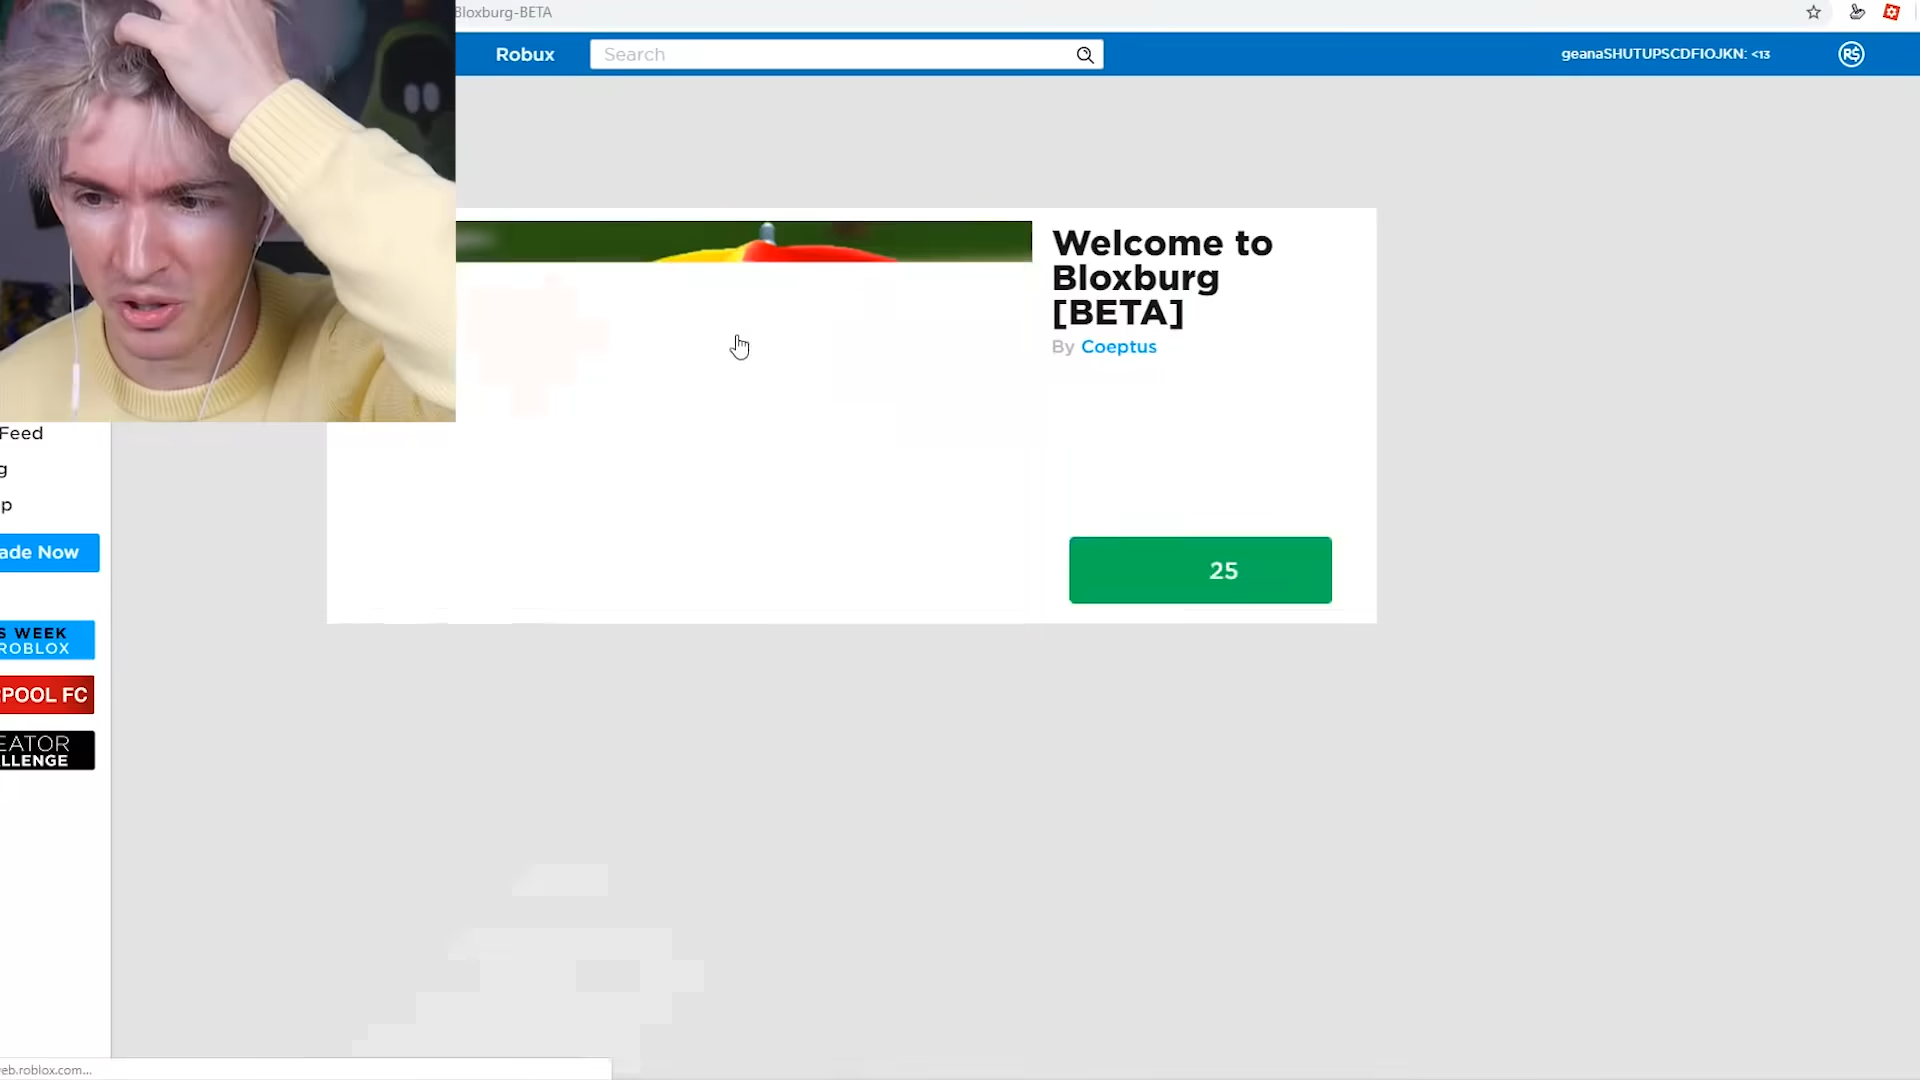 Bloxburg-BETA
Robux
Search
geanaSHUTUPSCDFIOJKN: <13
R$
Welcome to
Bloxburg
[BETA]
By Coeptus
25
Feed
g
p
ade Now
S WEEK
ROBLOX
RPOOL FC
EATOR
LLENGE
eb.roblox.com...